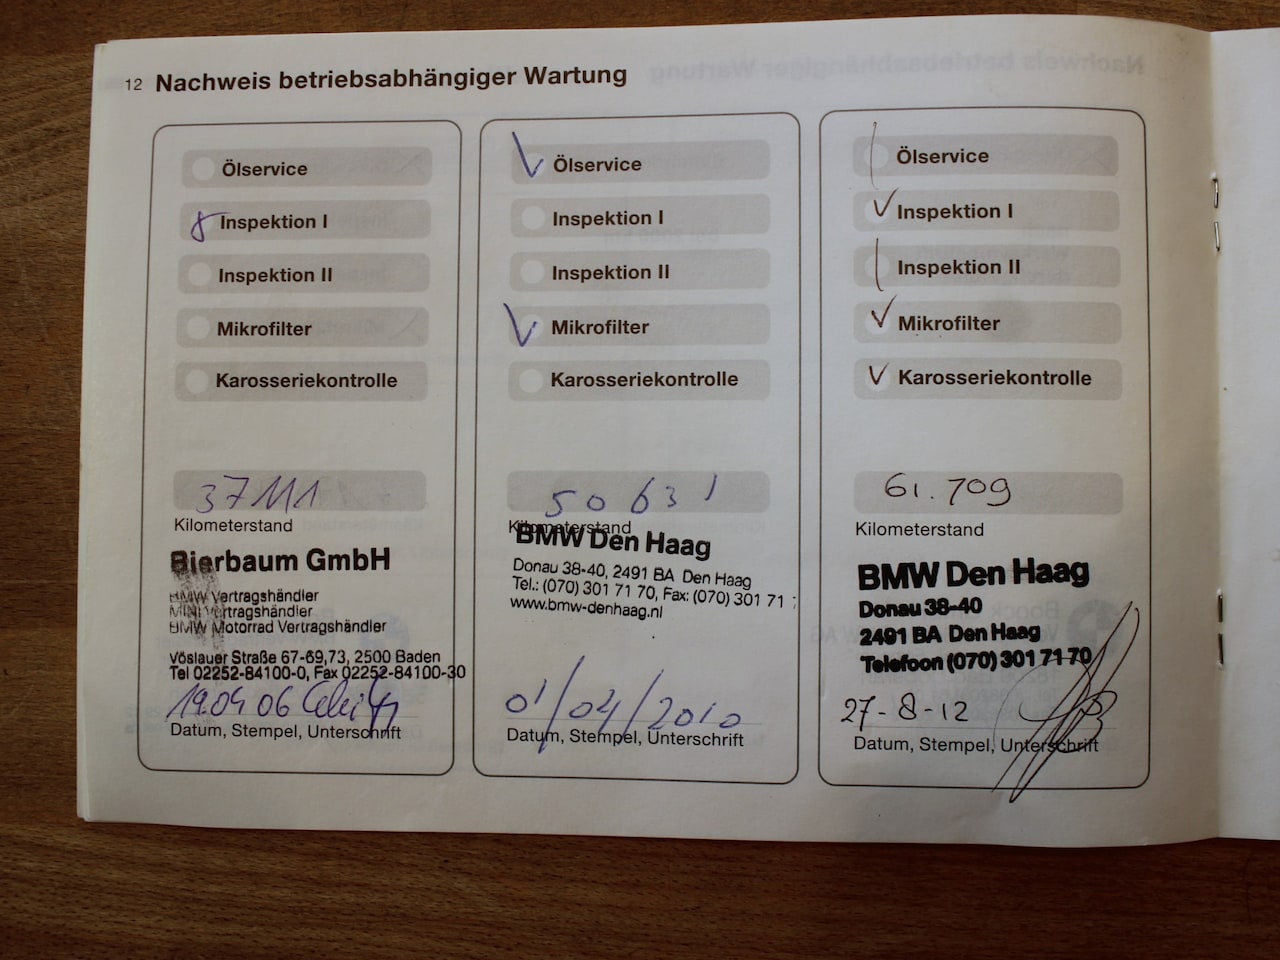 12 Nachweis betriebsabhängiger Wartung
Ölservice
Inspektion I
Inspektion II
Mikrofilter
Karosseriekontrolle
37111
Kilometerstand
Bierbaum GmbH
BMW Vertragshändler
MINI Vertragshändler
BMW Motorrad Vertragshändler
Vöslauer Straße 67-69,73, 2500 Baden
Tel 02252-84100-0, Fax 02252-84100-30
19.04 06
Datum, Stempel, Unterschrift
Ölservice
Inspektion I
Inspektion II
Mikrofilter
Karosseriekontrolle
50631
Kilometerstand
BMW Den Haag
Donau 38-40, 2491 BA Den Haag
Tel.: (070) 301 71 70, Fax: (070) 301 71
www.bmw-denhaag.nl
01/04/2010
Datum, Stempel, Unterschrift
Ölservice
Inspektion I
Inspektion II
Mikrofilter
Karosseriekontrolle
61.709
Kilometerstand
BMW Den Haag
Donau 38-40
2491 BA Den Haag
Telefoon (070) 301 71 70
27-8-12
Datum, Stempel, Unterschrift